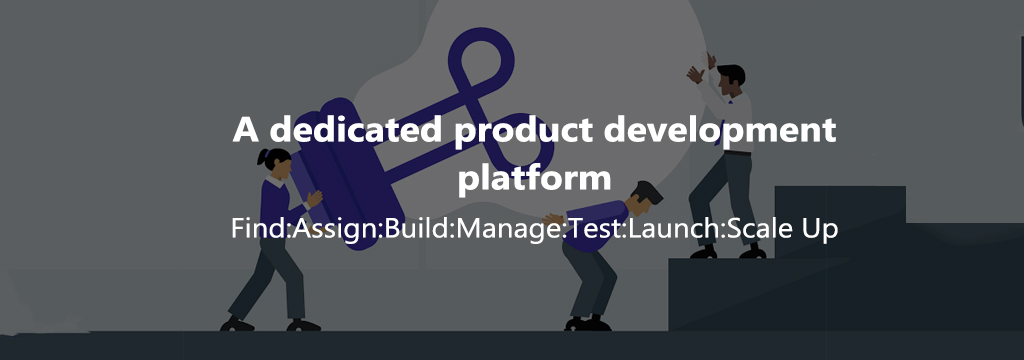 A dedicated product development
platform
Find:Assign:Build:Manage:Test:Launch:Scale Up